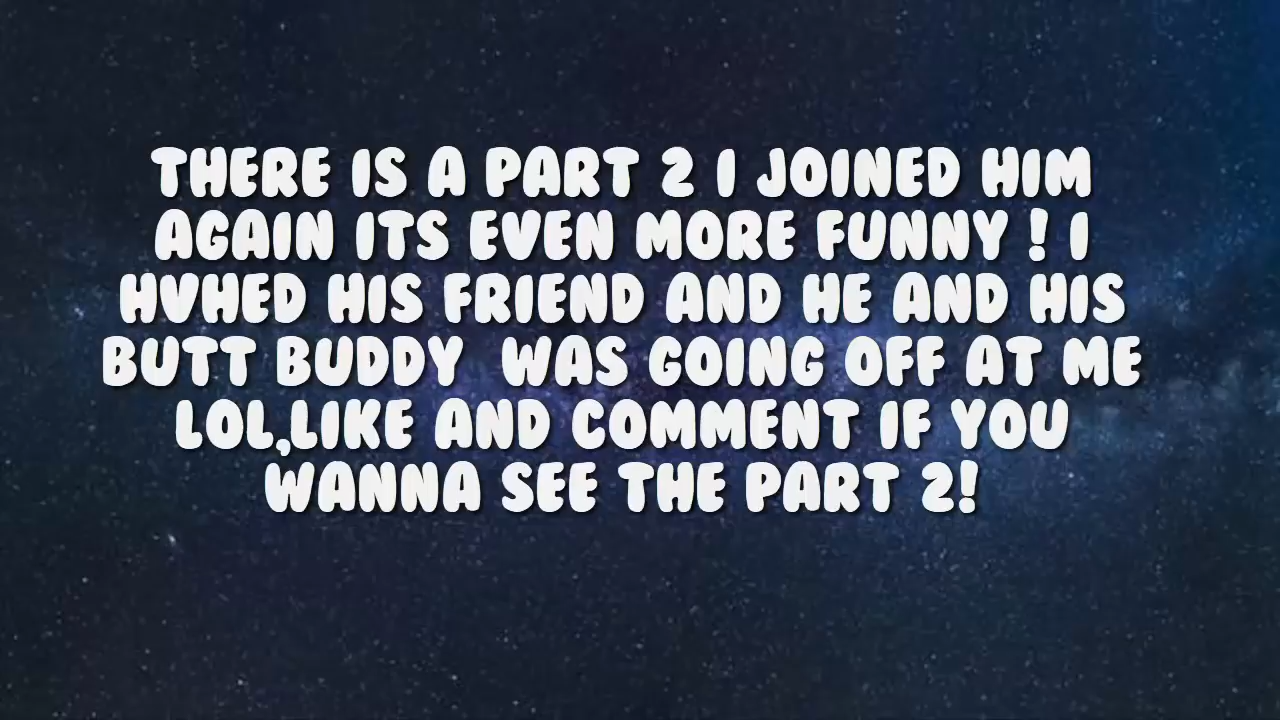 THERE IS A PART 2 I JOINED HIM
AGAIN ITS EVEN MORE FUNNY ! I
HVHED HIS FRIEND AND HE AND HIS
BUTT BUDDY  WAS GOING OFF AT ME
LOL,LIKE AND COMMENT IF YOU
WANNA SEE THE PART 2!